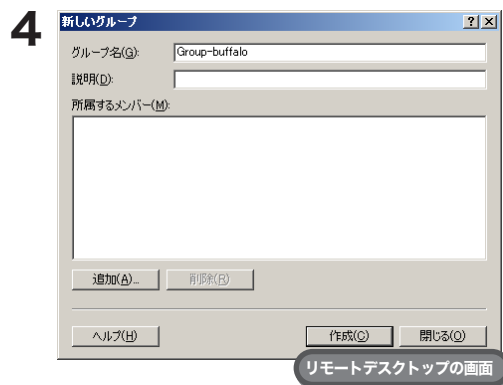 4
新しいグループ
グループ名(G):
Group-buffalo
説明(D):
所属するメンバー(M):
追加(A)...
削除(R)
ヘルプ(H)
作成(C)
閉じる(O)
リモートデスクトップの画面